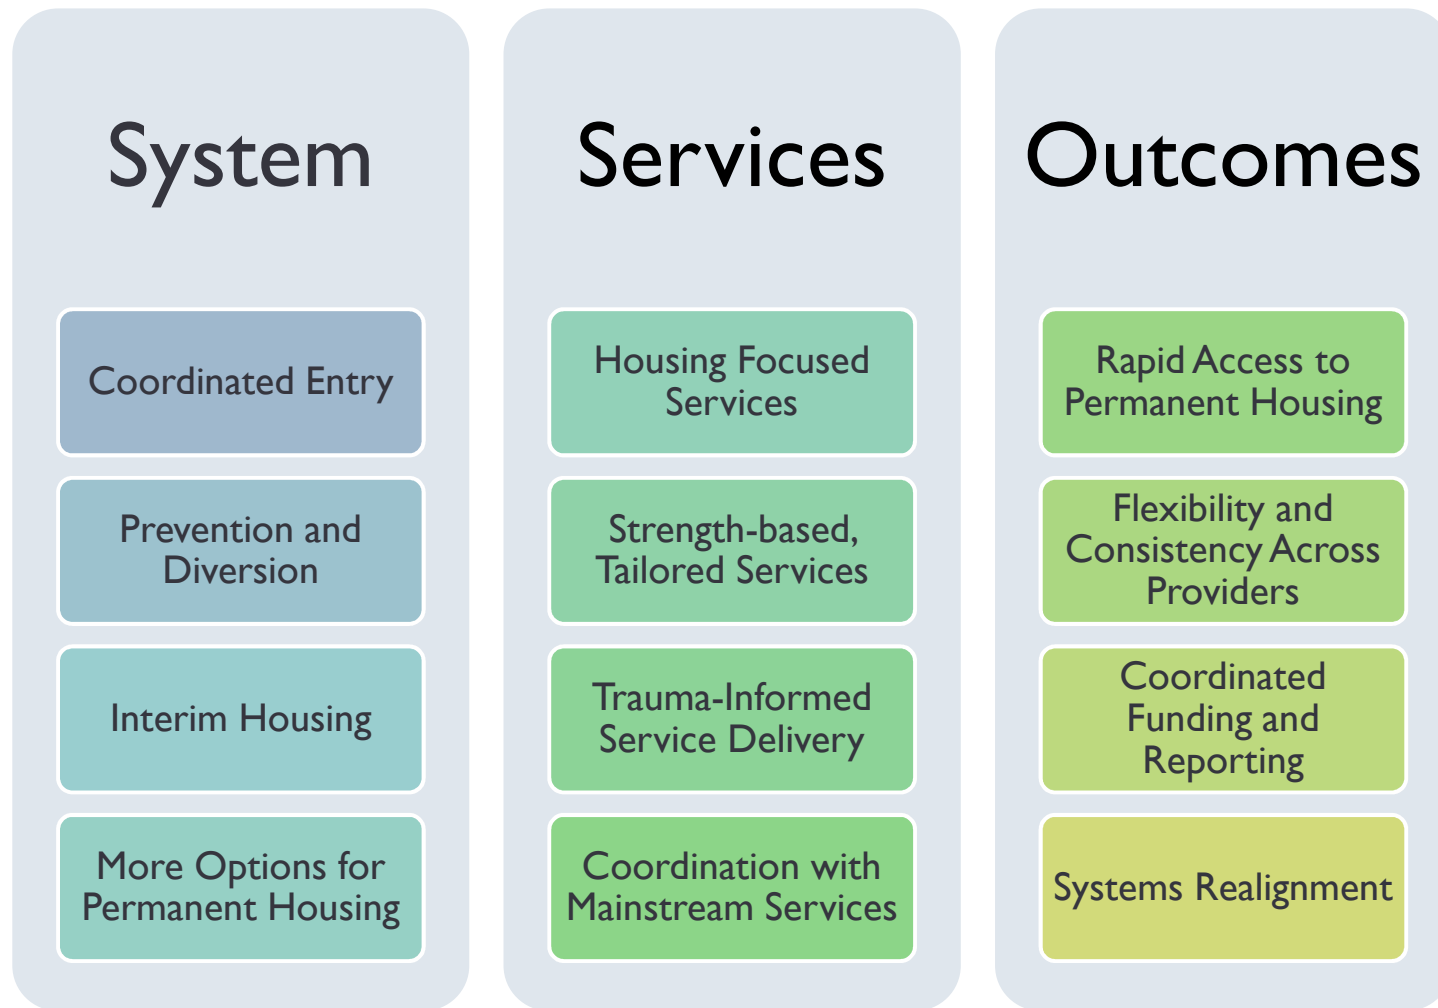 System
Coordinated Entry
Prevention and
Diversion
Interim Housing
More Options for
Permanent Housing
Services
Housing Focused
Services
Strength-based,
Tailored Services
Trauma-Informed
Service Delivery
Coordination with
Mainstream Services
Outcomes
Rapid Access to
Permanent Housing
Flexibility and
Consistency Across
Providers
Coordinated
Funding and
Reporting
Systems Realignment